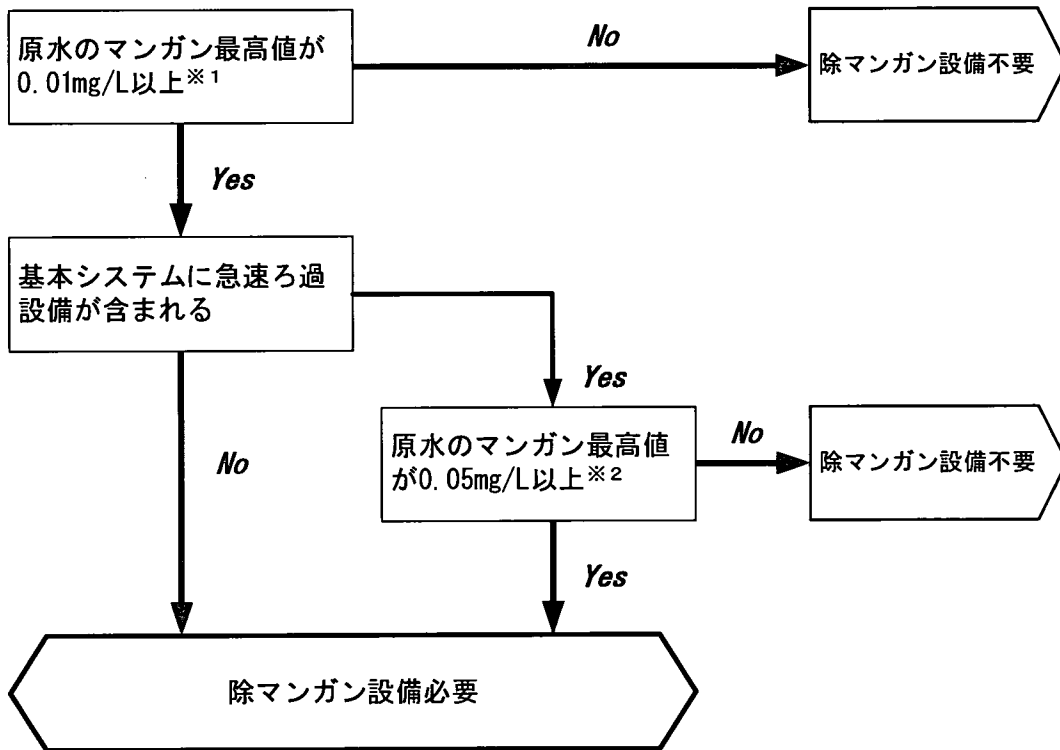 原水のマンガン最高値が
0.01mg/L以上※1
No
除マンガン設備不要
Yes
基本システムに急速ろ過
設備が含まれる
Yes
原水のマンガン最高値
が0.05mg/L以上※2
No
除マンガン設備不要
No
Yes
除マンガン設備必要